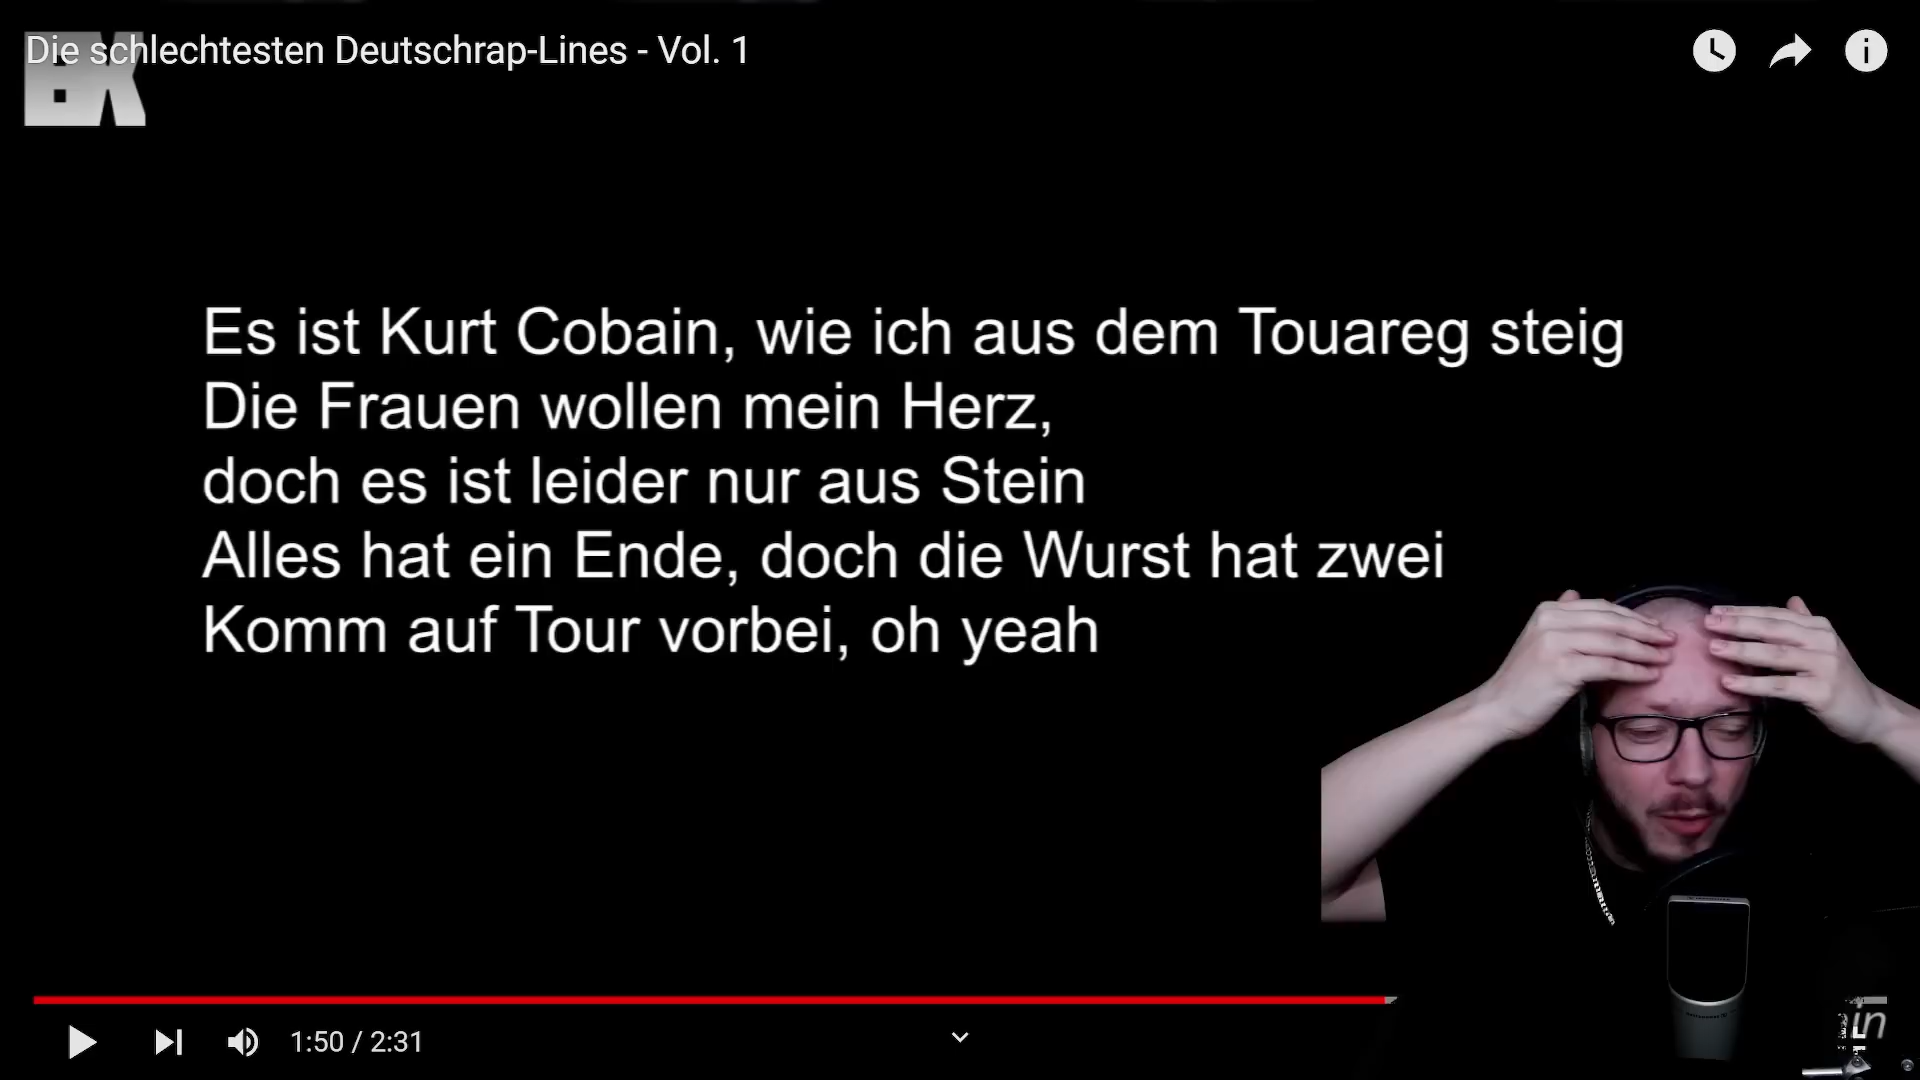 Die schlechtesten Deutschrap-Lines - Vol. 1
Es ist Kurt Cobain, wie ich aus dem Touareg steig
Die Frauen wollen mein Herz,
doch es ist leider nur aus Stein
Alles hat ein Ende, doch die Wurst hat zwei
Komm auf Tour vorbei, oh yeah
1:50 / 2:31
in